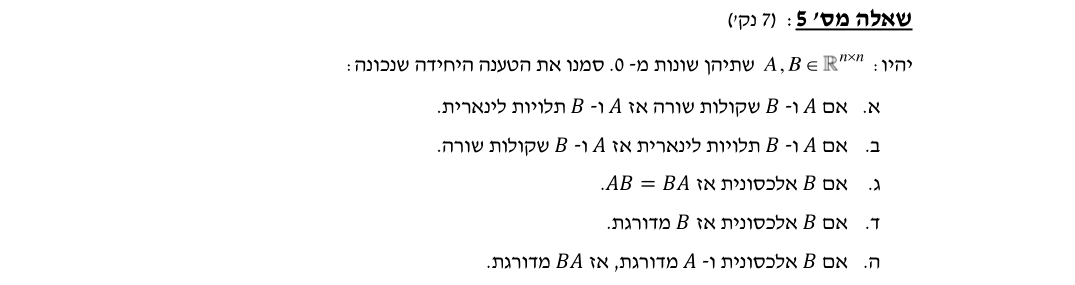 שאלה מס' 5 : (7 נק')
יהיו : A, B ∈ ℝⁿˣⁿ שתיהן שונות מ- 0. סמנו את הטענה היחידה שנכונה:
א. אם A ו- B שקולות שורה אז A ו- B תלויות לינארית.
ב. אם A ו- B תלויות לינארית אז A ו- B שקולות שורה.
ג. אם B אלכסונית אז AB = BA.
ד. אם B אלכסונית אז B מדורגת.
ה. אם B אלכסונית ו- A מדורגת, אז BA מדורגת.